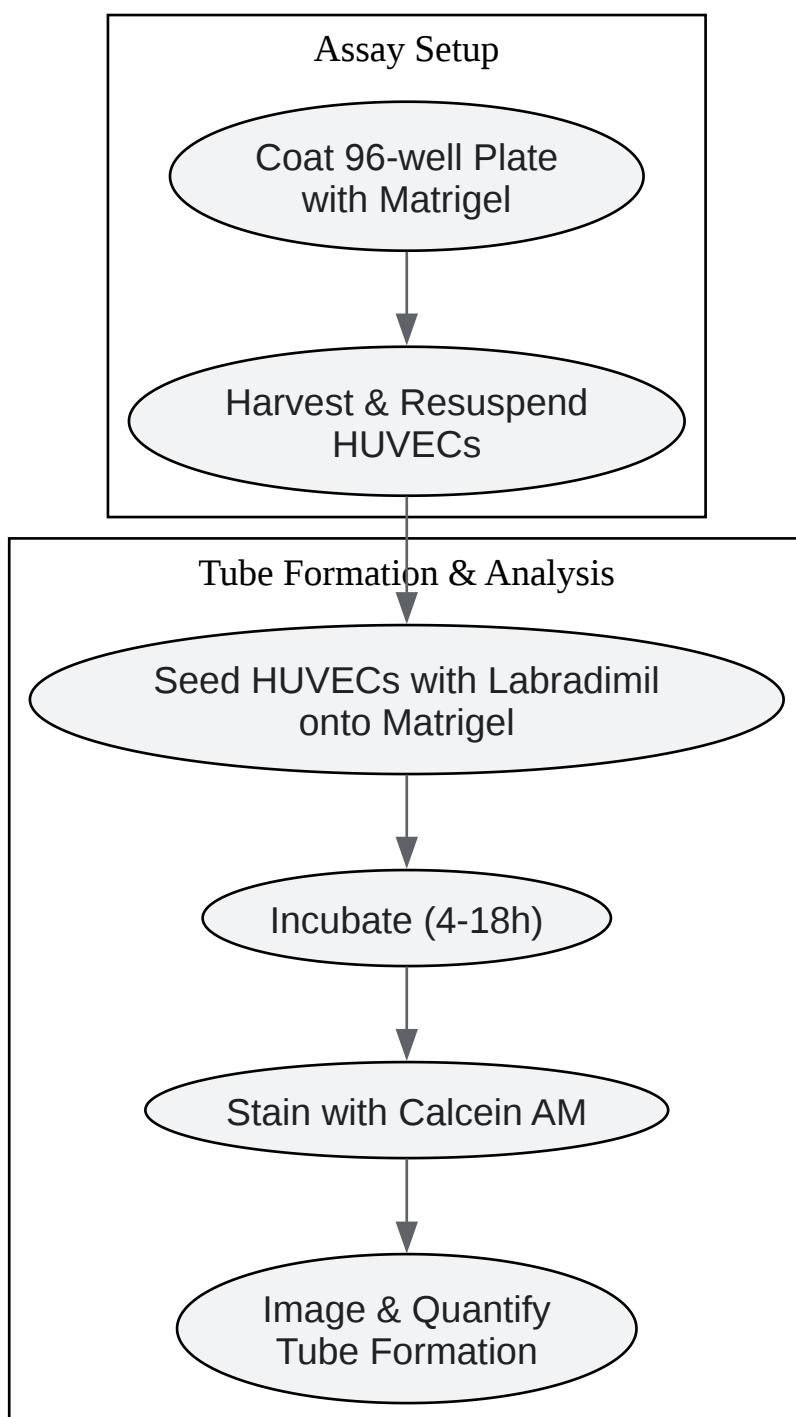 Assay Setup
Coat 96-well Plate
with Matrigel
Harvest & Resuspend
HUVECs
Tube Formation & Analysis
Seed HUVECs with Labradimil
onto Matrigel
Incubate (4-18h)
Stain with Calcein AM
Image & Quantify
Tube Formation